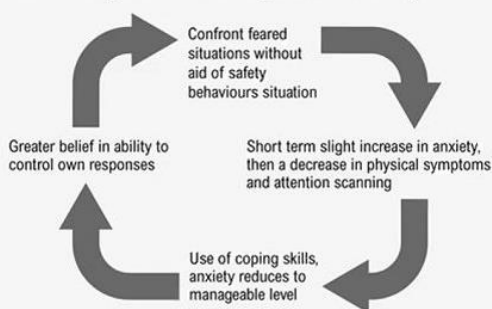 Confront feared
situations without
aid of safety
behaviours situation
Short term slight increase in anxiety,
then a decrease in physical symptoms
and attention scanning
Use of coping skills,
anxiety reduces to
manageable level
Greater belief in ability to
control own responses